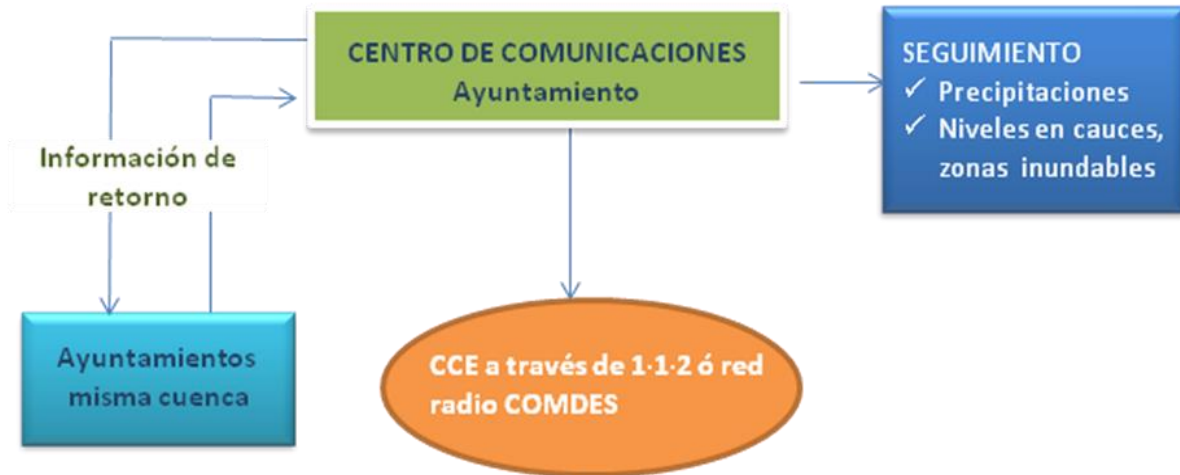 CENTRO DE COMUNICACIONES
Ayuntamiento
SEGUIMIENTO
✓ Precipitaciones
✓ Niveles en cauces,
zonas inundables
Información de
retorno
Ayuntamientos
misma cuenca
CCE a través de 1·1·2 ó red
radio COMDES